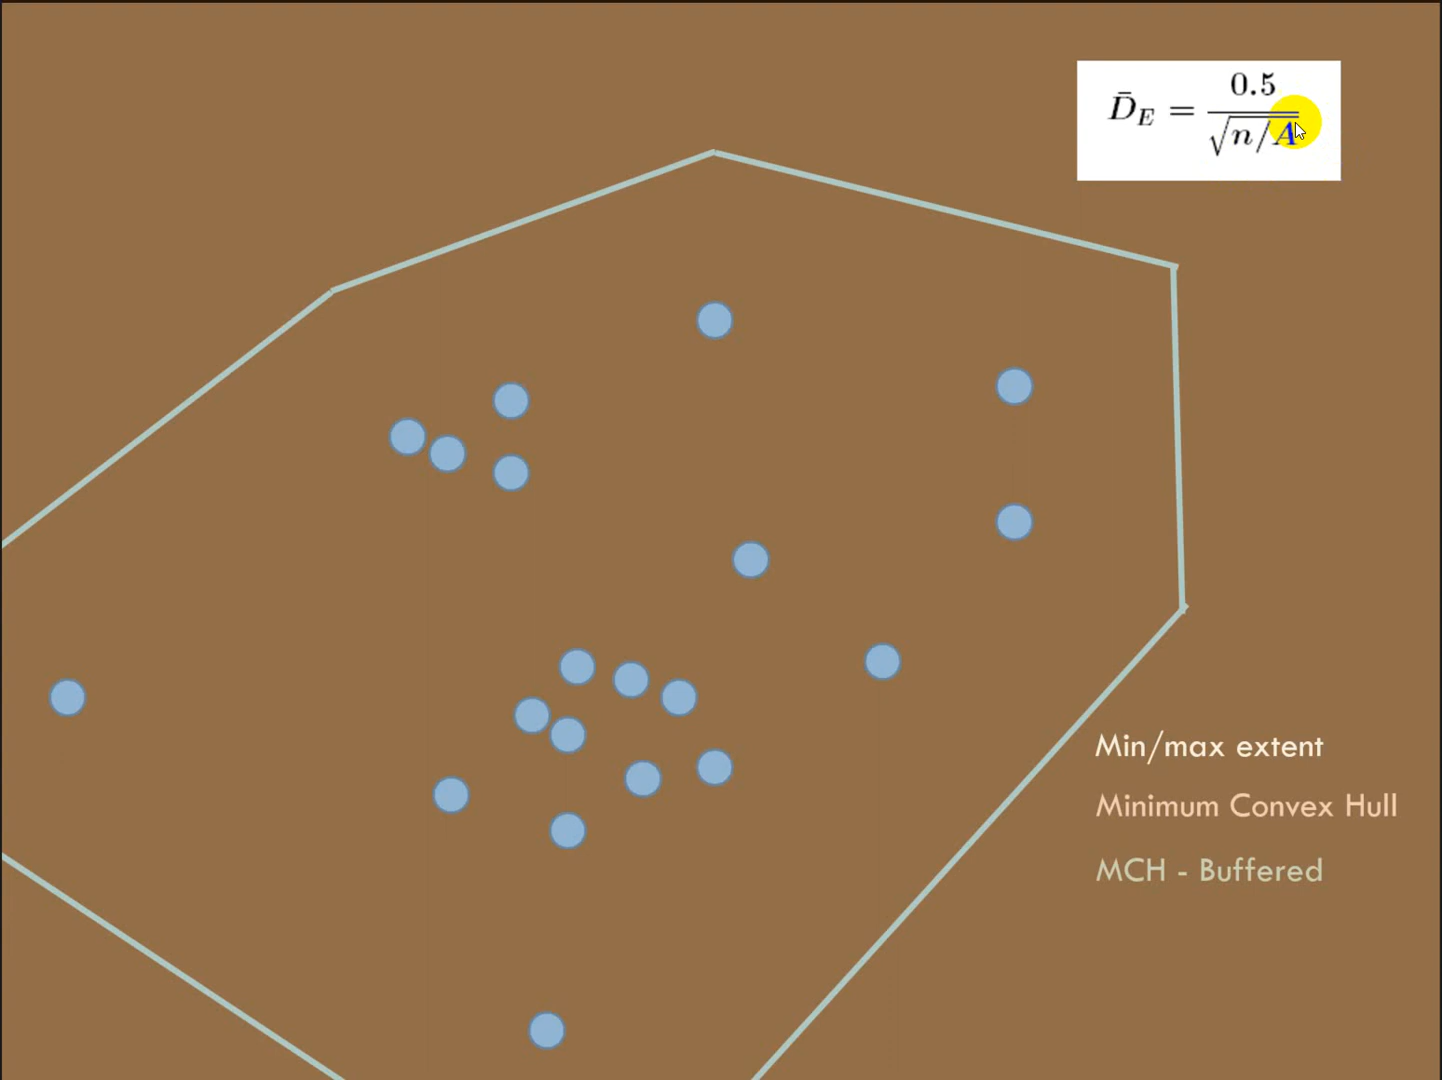 D̄_E = 0.5 / √(n/A)
Min/max extent
Minimum Convex Hull
MCH - Buffered